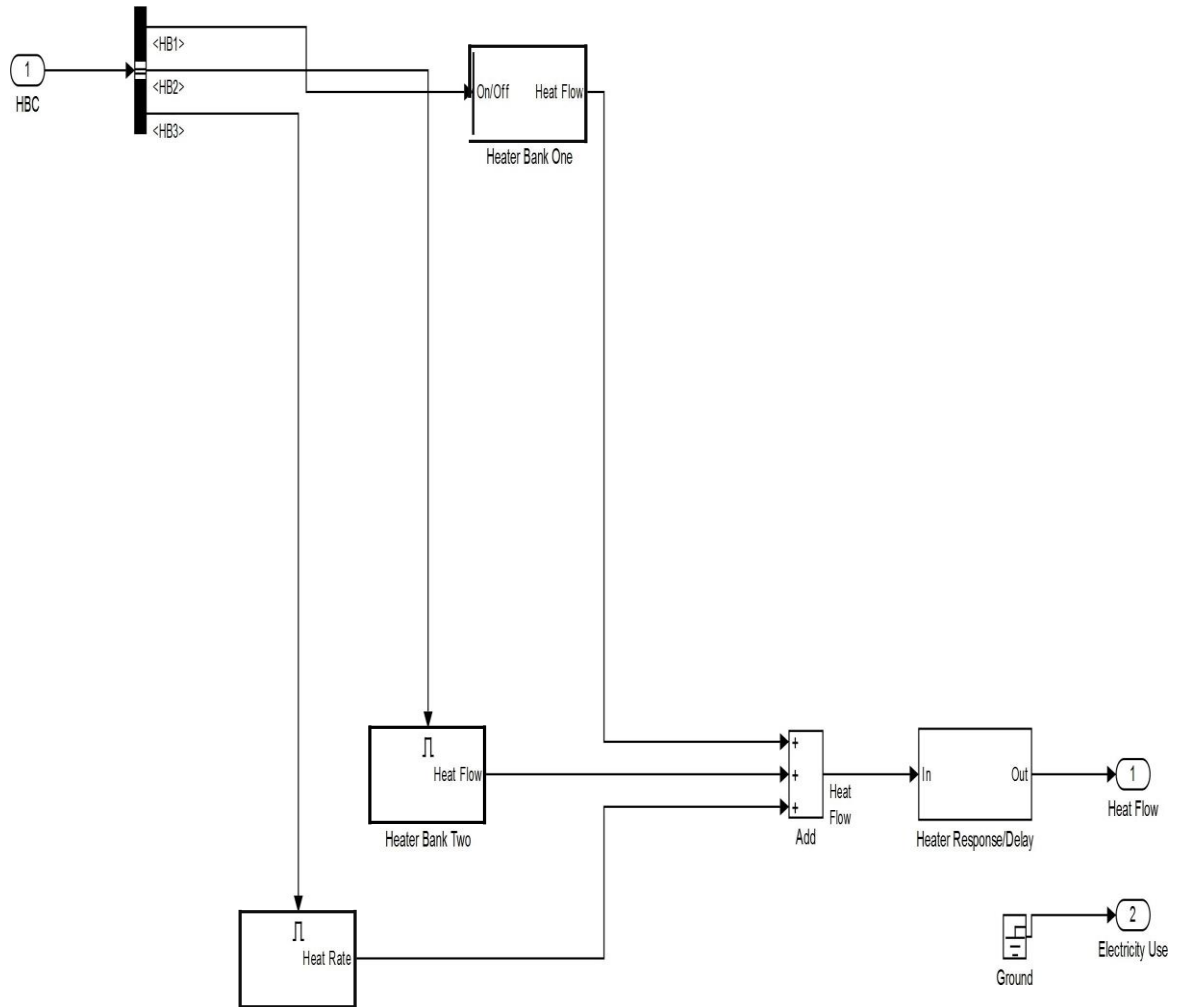 1
HBC
<HB1>
<HB2>
<HB3>
On/Off
Heat Flow
Heater Bank One
Heat Flow
Heater Bank Two
Heat Rate
+
+
+
Add
Heat
Flow
In
Out
Heater Response/Delay
1
Heat Flow
Ground
2
Electricity Use